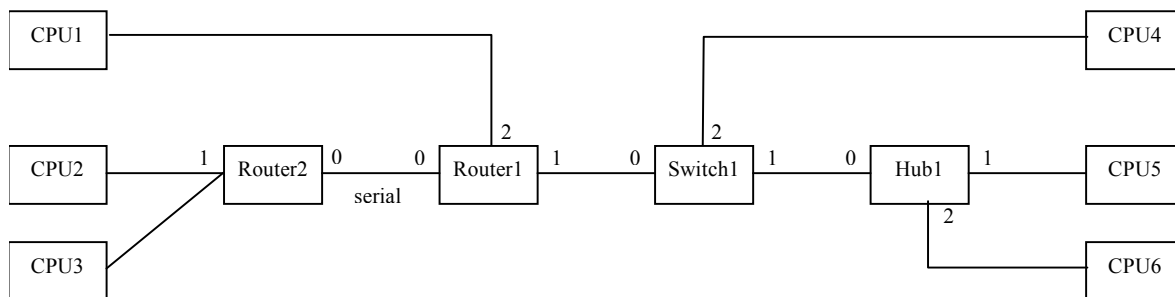 CPU1
CPU4
2
2
CPU2
1
Router2
0
0
Router1
1
0
Switch1
1
0
Hub1
1
CPU5
serial
2
CPU3
CPU6